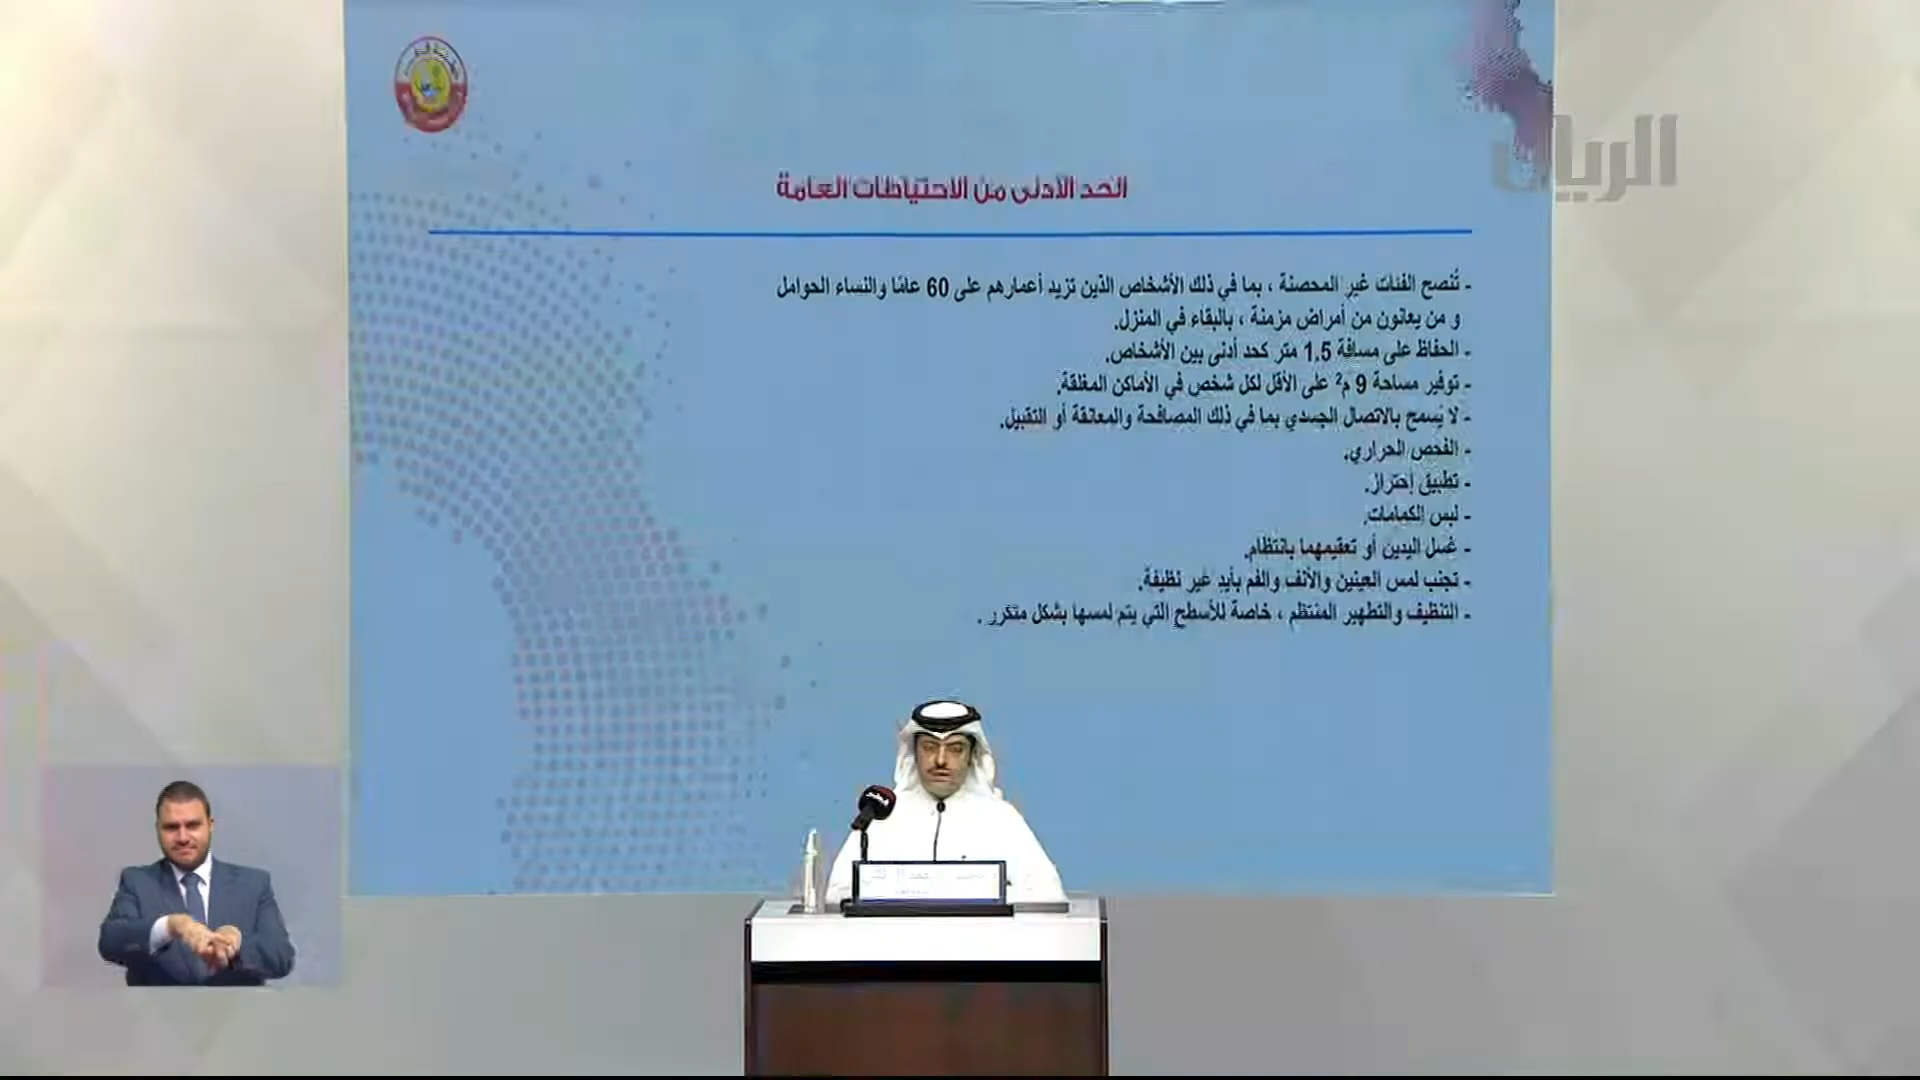 الريان
الحد الأدنى من الاحتياطات العامة
- تُنصح الفئات غير المحصنة ، بما في ذلك الأشخاص الذين تزيد أعمارهم على 60 عامًا والنساء الحوامل
و من يعانون من أمراض مزمنة ، بالبقاء في المنزل.
- الحفاظ على مسافة 1.5 متر كحد أدنى بين الأشخاص.
- توفير مساحة 9 م² على الأقل لكل شخص في الأماكن المغلقة.
- لا يُسمح بالاتصال الجسدي بما في ذلك المصافحة والمعانقة أو التقبيل.
- الفحص الحراري.
- تطبيق إحتراز.
- لبس الكمامات.
- غسل اليدين أو تعقيمهما بانتظام.
- تجنب لمس العينين والأنف والفم بأيدٍ غير نظيفة.
- التنظيف والتطهير المنتظم ، خاصة للأسطح التي يتم لمسها بشكل متكرر .